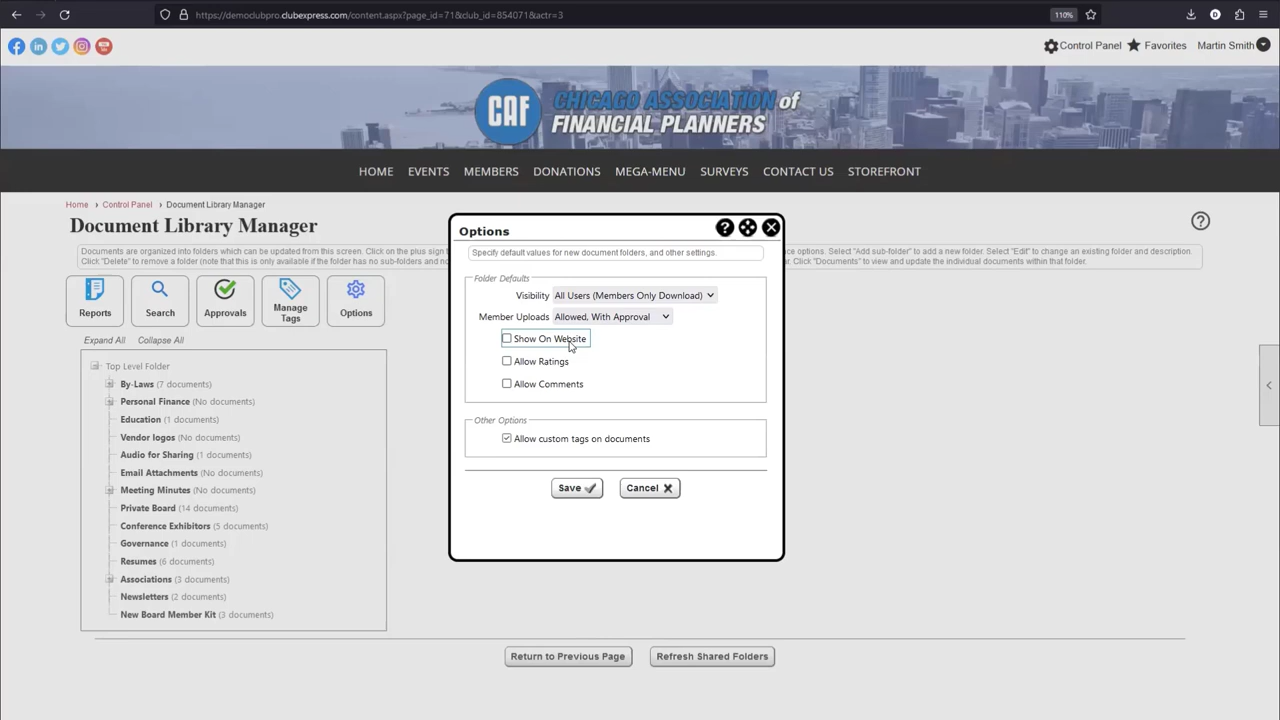 https://democlubpro.clubexpress.com/content.aspx?page_id=71&club_id=854071&actr=3
110%
Control Panel
Favorites
Martin Smith
CAF
CHICAGO ASSOCIATION of
FINANCIAL PLANNERS
HOME
EVENTS
MEMBERS
DONATIONS
MEGA-MENU
SURVEYS
CONTACT US
STOREFRONT
Home › Control Panel › Document Library Manager
Document Library Manager
Documents are organized into folders which can be updated from this screen. Click on the plus sign t
ce options. Select "Add sub-folder" to add a new folder. Select "Edit" to change an existing folder and description.
Click "Delete" to remove a folder (note that this is only available if the folder has no sub-folders and n
Click "Documents" to view and update the individual documents within that folder.
Reports
Search
Approvals
Manage
Tags
Options
Expand All
Collapse All
Top Level Folder
By-Laws (7 documents)
Personal Finance (No documents)
Education (1 documents)
Vendor logos (No documents)
Audio for Sharing (1 documents)
Email Attachments (No documents)
Meeting Minutes (No documents)
Private Board (14 documents)
Conference Exhibitors (5 documents)
Governance (1 documents)
Resumes (6 documents)
Associations (3 documents)
Newsletters (2 documents)
New Board Member Kit (3 documents)
Options
Specify default values for new document folders, and other settings.
Folder Defaults
Visibility All Users (Members Only Download)
Member Uploads Allowed, With Approval
Show On Website
Allow Ratings
Allow Comments
Other Options
Allow custom tags on documents
Save
Cancel
Return to Previous Page
Refresh Shared Folders